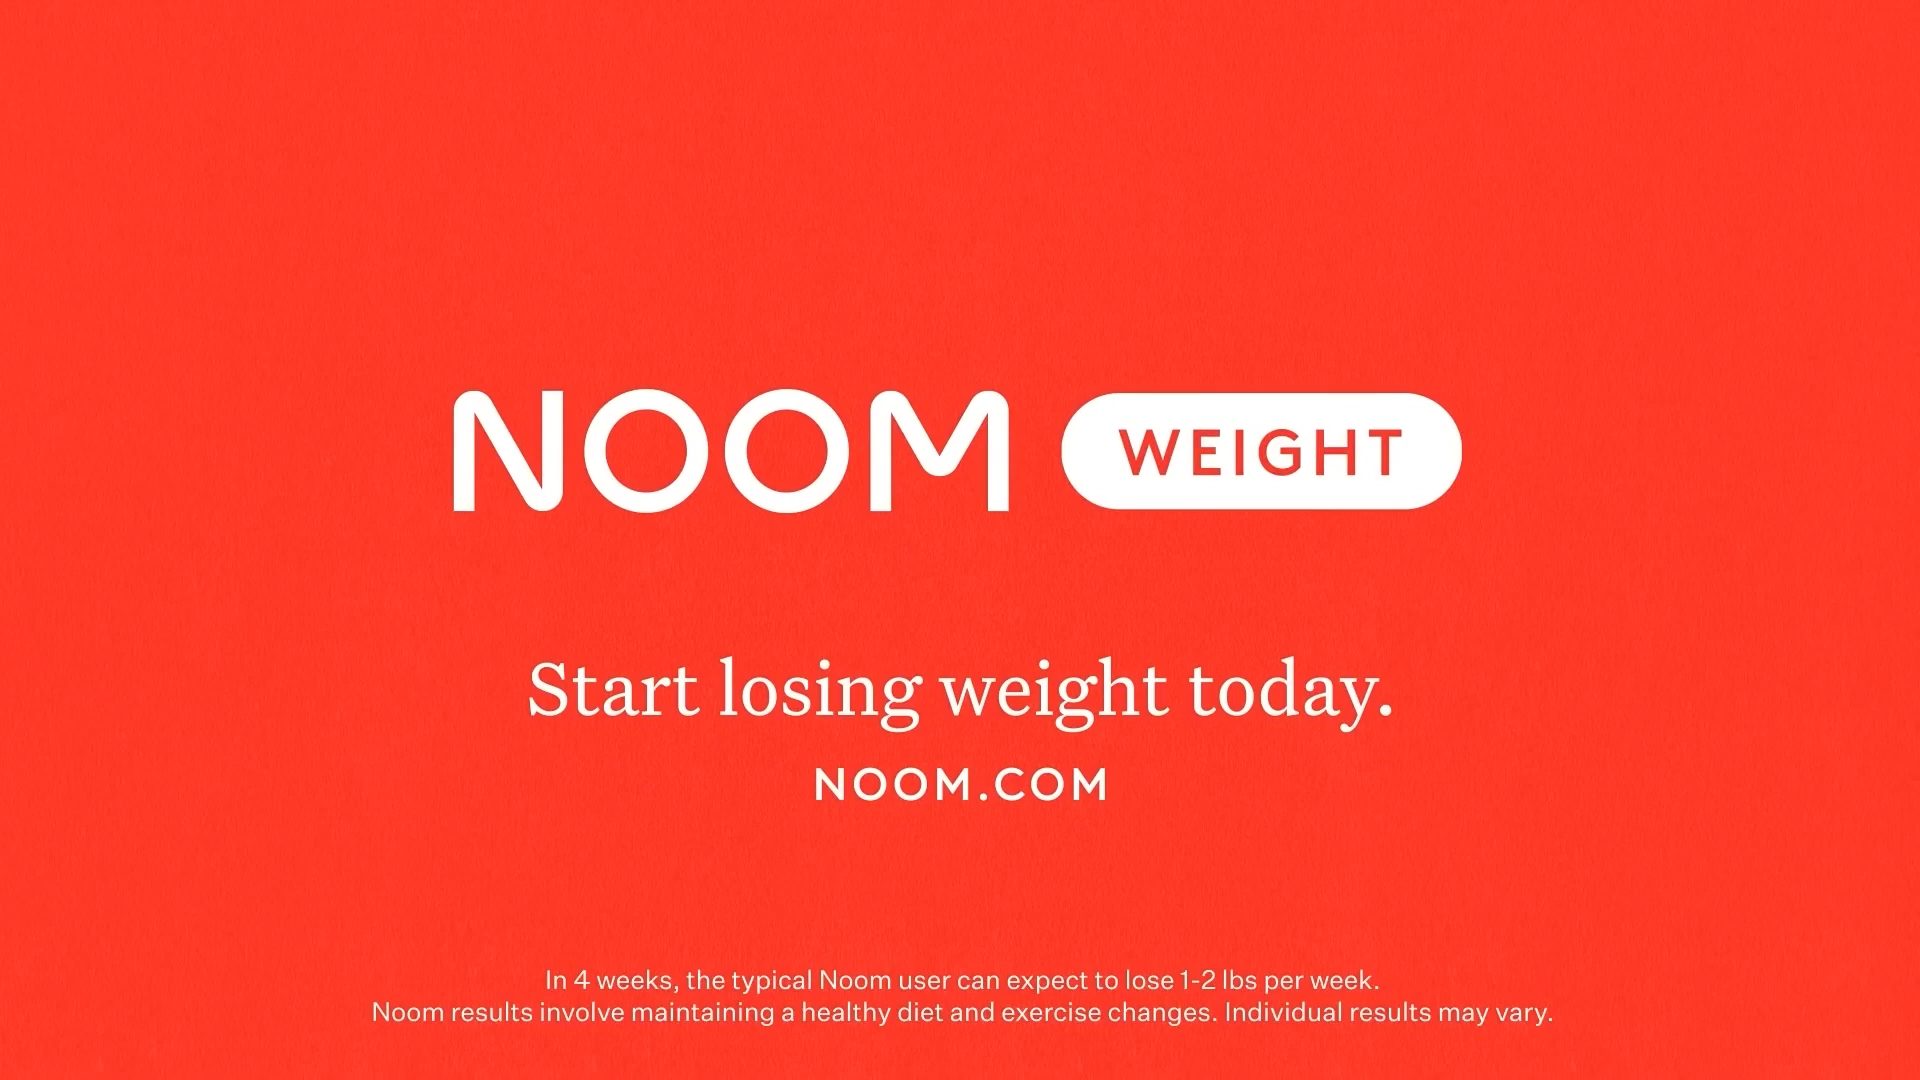 NOOM WEIGHT
Start losing weight today.
NOOM.COM
In 4 weeks, the typical Noom user can expect to lose 1-2 lbs per week.
Noom results involve maintaining a healthy diet and exercise changes. Individual results may vary.